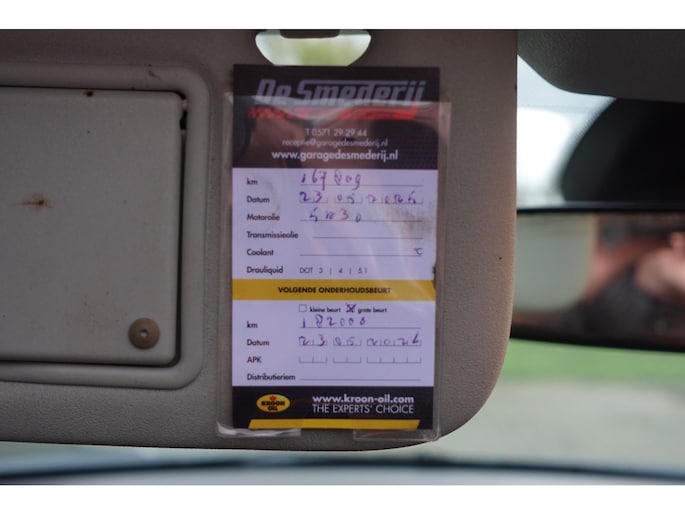 De Smederij
T 0571 29 29 44
receptie@garagedesmederij.nl
www.garagedesmederij.nl
km 167809
Datum 23 05 2025
Motorolie 5W30
Transmissieolie
Coolant °C
Drauliquid DOT 3 | 4 | 5.1
VOLGENDE ONDERHOUDSBEURT
kleine beurt grote beurt
km 182000
Datum 23 05 2026
APK
Distributieriem
KROON OIL
www.kroon-oil.com
THE EXPERTS' CHOICE